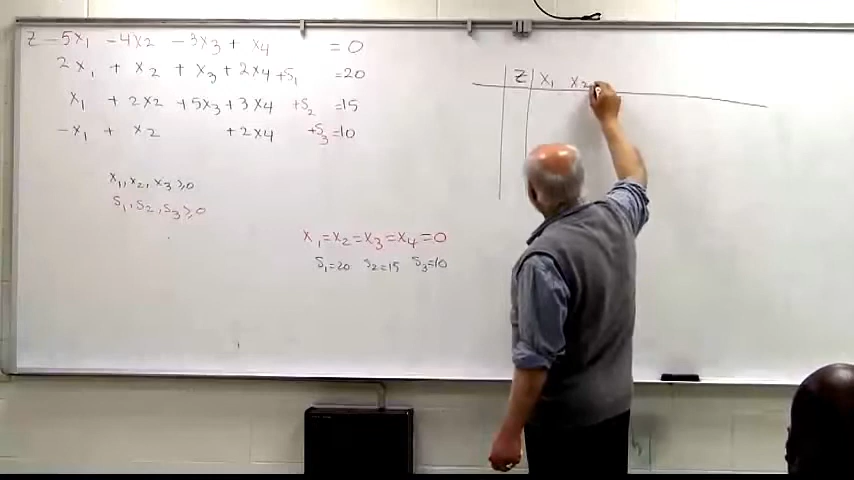 Z - 5x1 - 4x2 - 3x3 + x4 = 0
2x1 + x2 + x3 + 2x4 + S1 = 20
x1 + 2x2 + 5x3 + 3x4 + S2 = 15
-x1 + x2 + 2x4 + S3 = 10
x1, x2, x3 ≥ 0
S1, S2, S3 ≥ 0
x1 = x2 = x3 = x4 = 0
S1 = 20 S2 = 15 S3 = 10
Z x1 x2